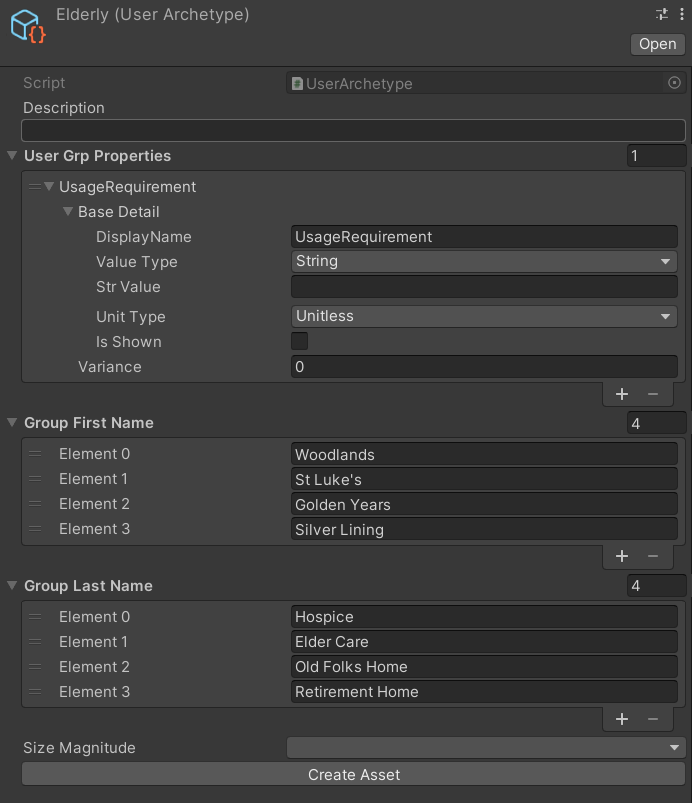 Elderly (User Archetype)
Open
Script UserArchetype
Description
User Grp Properties 1
UsageRequirement
Base Detail
DisplayName UsageRequirement
Value Type String
Str Value
Unit Type Unitless
Is Shown
Variance 0
Group First Name 4
Element 0 Woodlands
Element 1 St Luke's
Element 2 Golden Years
Element 3 Silver Lining
Group Last Name 4
Element 0 Hospice
Element 1 Elder Care
Element 2 Old Folks Home
Element 3 Retirement Home
Size Magnitude
Create Asset